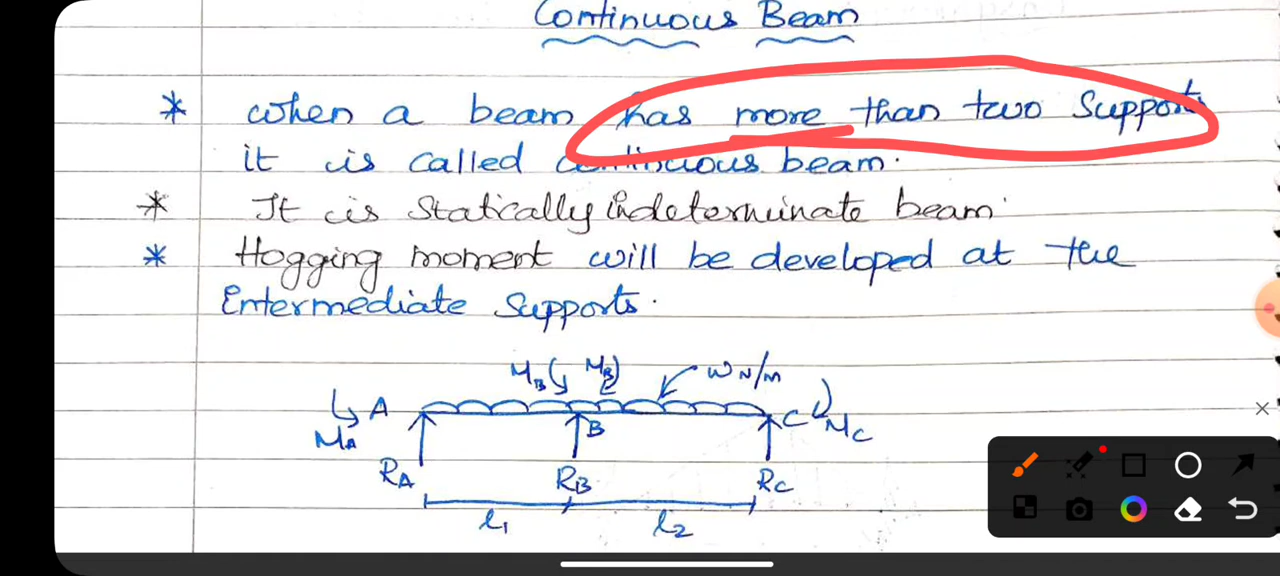 Continuous Beam
* When a beam has more than two Supports
it is called continuous beam.
* It is Statically indeterminate beam.
* Hogging moment will be developed at the
Entermediate Supports.
MB MB W N/m
A B C
MA MC
RA RB RC
l1 l2